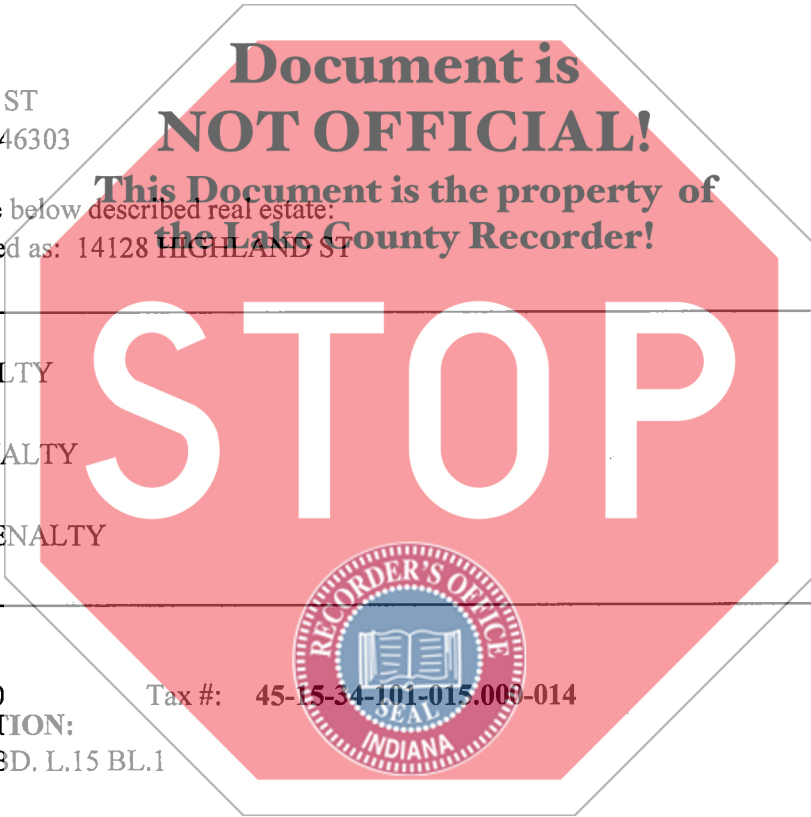 Document is
ST
NOT OFFICIAL!
46303
This Document is the property of
below described real estate:
the Lake County Recorder!
ed as: 14128 HIGHLAND ST
STOP
LTY
ALTY
ENALTY
RECORDER'S OFFICE
Tax #: 45-15-34-101-015.000-014
SEAL
TION:
INDIANA
BD. L.15 BL.1